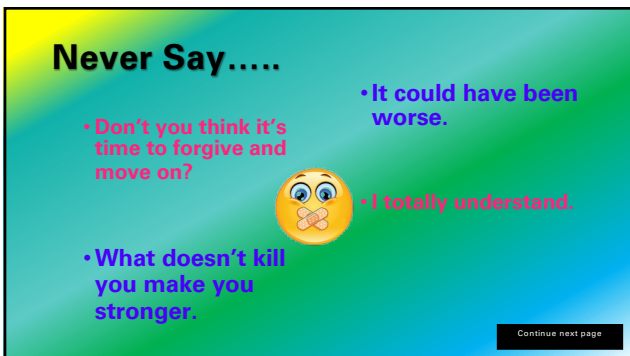 Never Say…..
• Don't you think it's
time to forgive and
move on?
• What doesn't kill
you make you
stronger.
• It could have been
worse.
• I totally understand.
Continue next page